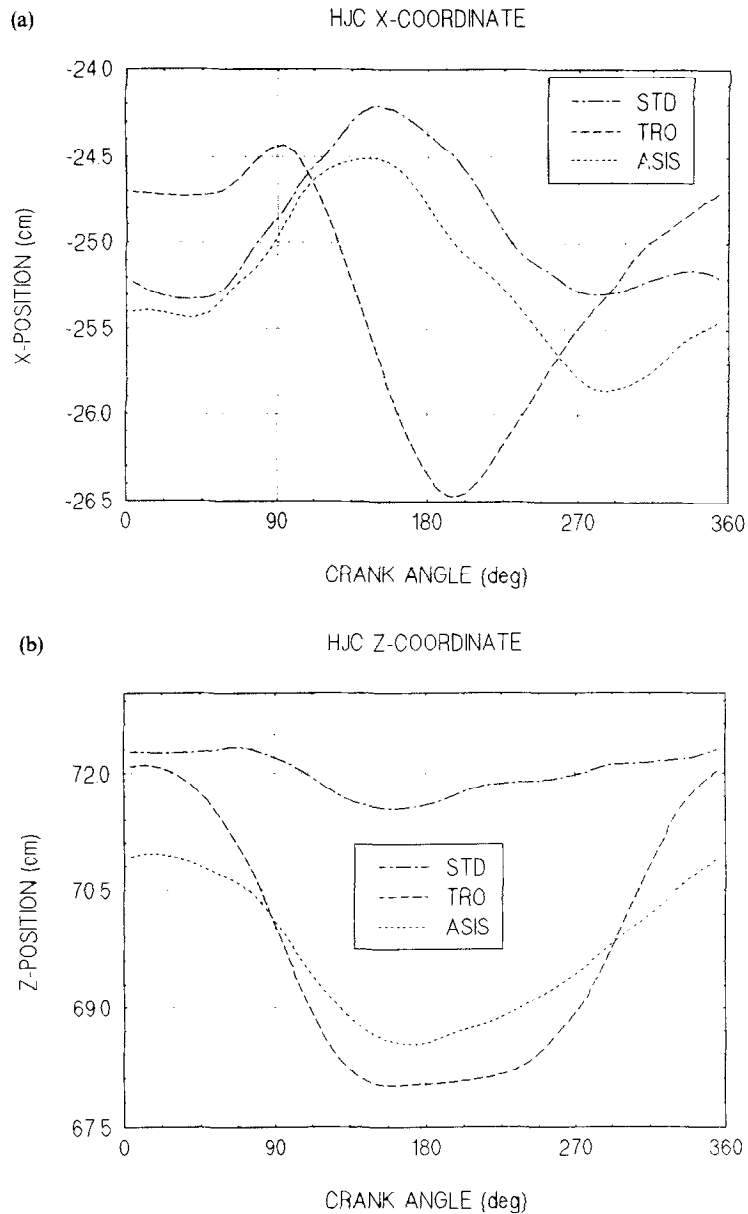 (a)
HJC X-COORDINATE
-24.0
-24.5
-25.0
-25.5
-26.0
-26.5
X-POSITION (cm)
STD
TRO
ASIS
0
90
180
270
360
CRANK ANGLE (deg)
(b)
HJC Z-COORDINATE
72.0
70.5
69.0
67.5
Z-POSITION (cm)
STD
TRO
ASIS
0
90
180
270
360
CRANK ANGLE (deg)